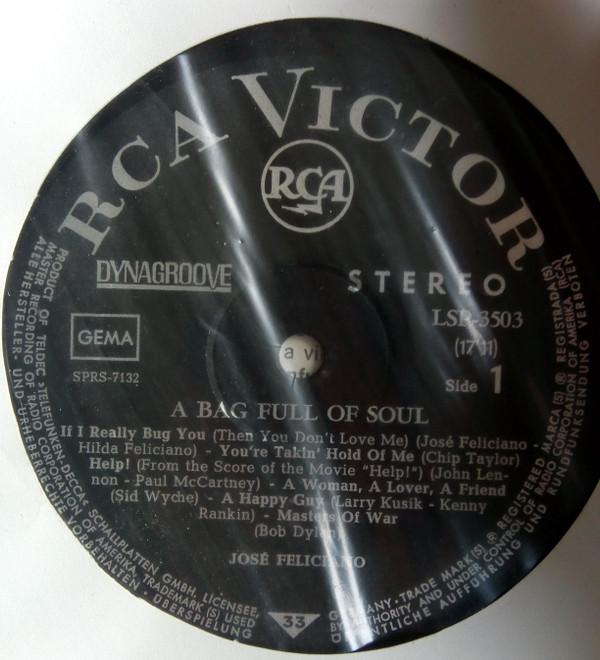 RCA VICTOR
RCA
DYNAGROOVE
STEREO
LSP-3503
GEMA
(17'11)
SPRS-7132
Side 1
A BAG FULL OF SOUL
If I Really Bug You (Then You Don't Love Me) (José Feliciano -
Hilda Feliciano) - You're Takin' Hold Of Me (Chip Taylor)
Help! (From the Score of the Movie "Help!") (John Len-
non - Paul McCartney) - A Woman, A Lover, A Friend
(Sid Wyche) - A Happy Guy (Larry Kusik - Kenny
Rankin) - Masters Of War
(Bob Dylan)
JOSÉ FELICIANO
33
PRODUCT OF TELDEC »TELEFUNKEN-DECCA« SCHALLPLATTEN GMBH, LICENSEE,
MASTER RECORDING OF RADIO CORPORATION OF AMERICA, TRADEMARK (S) USED
ALLE HERSTELLER- UND URHEBERRECHTE VORBEHALTEN · ÜBERSPIELUNG
GERMANY · TRADE MARK (S) ® REGISTERED MARCA (S) ® REGISTRADA (S)
BY AUTHORITY AND UNDER CONTROL OF RADIO CORPORATION OF AMERIKA (RCA)
ÖFFENTLICHE AUFFÜHRUNG UND RUNDFUNKSENDUNG VERBOTEN